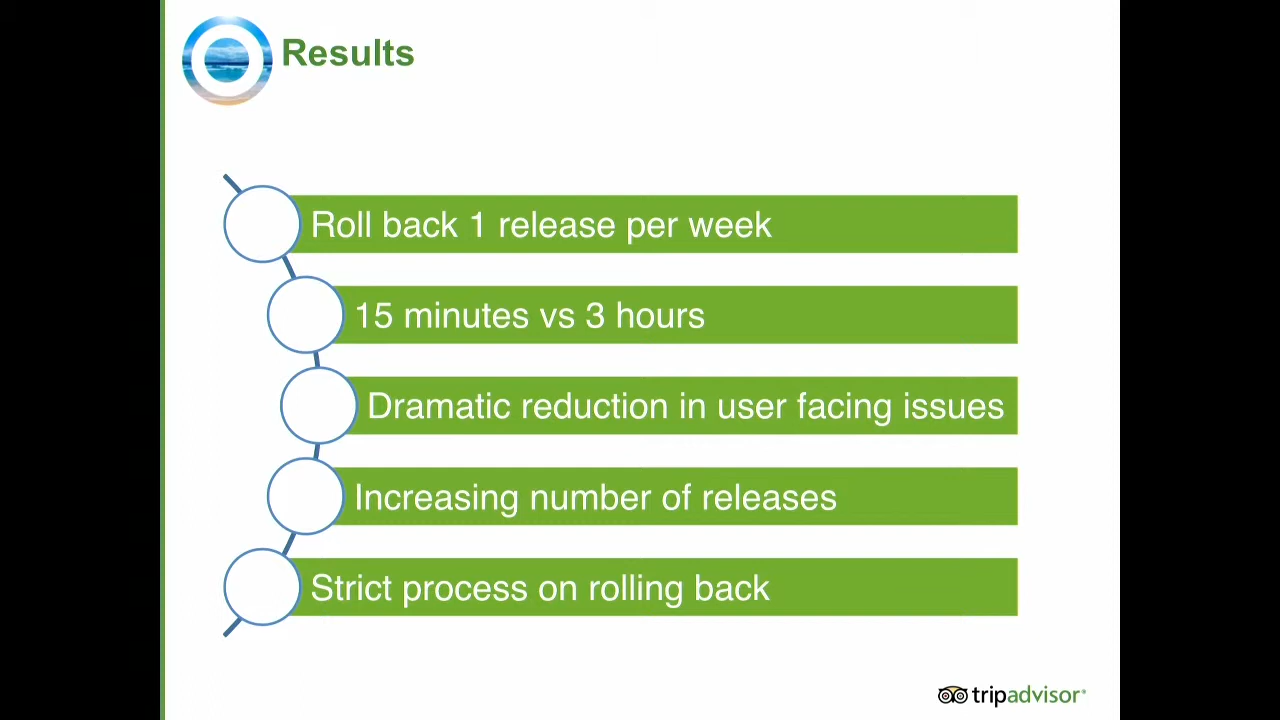 Results
Roll back 1 release per week
15 minutes vs 3 hours
Dramatic reduction in user facing issues
Increasing number of releases
Strict process on rolling back
tripadvisor®